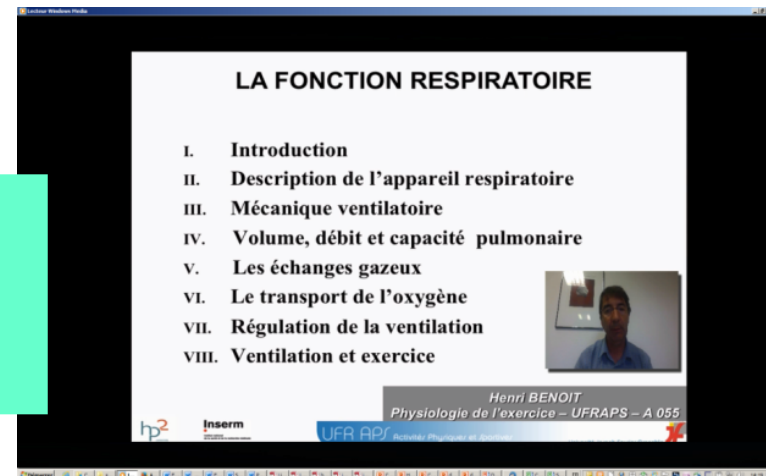 Lecteur Windows Media
LA FONCTION RESPIRATOIRE
I. Introduction
II. Description de l'appareil respiratoire
III. Mécanique ventilatoire
IV. Volume, débit et capacité pulmonaire
V. Les échanges gazeux
VI. Le transport de l'oxygène
VII. Régulation de la ventilation
VIII. Ventilation et exercice
Henri BENOIT
Physiologie de l'exercice – UFRAPS – A 055
hp2
Inserm
UFR APS Activités Physiques et Sportives